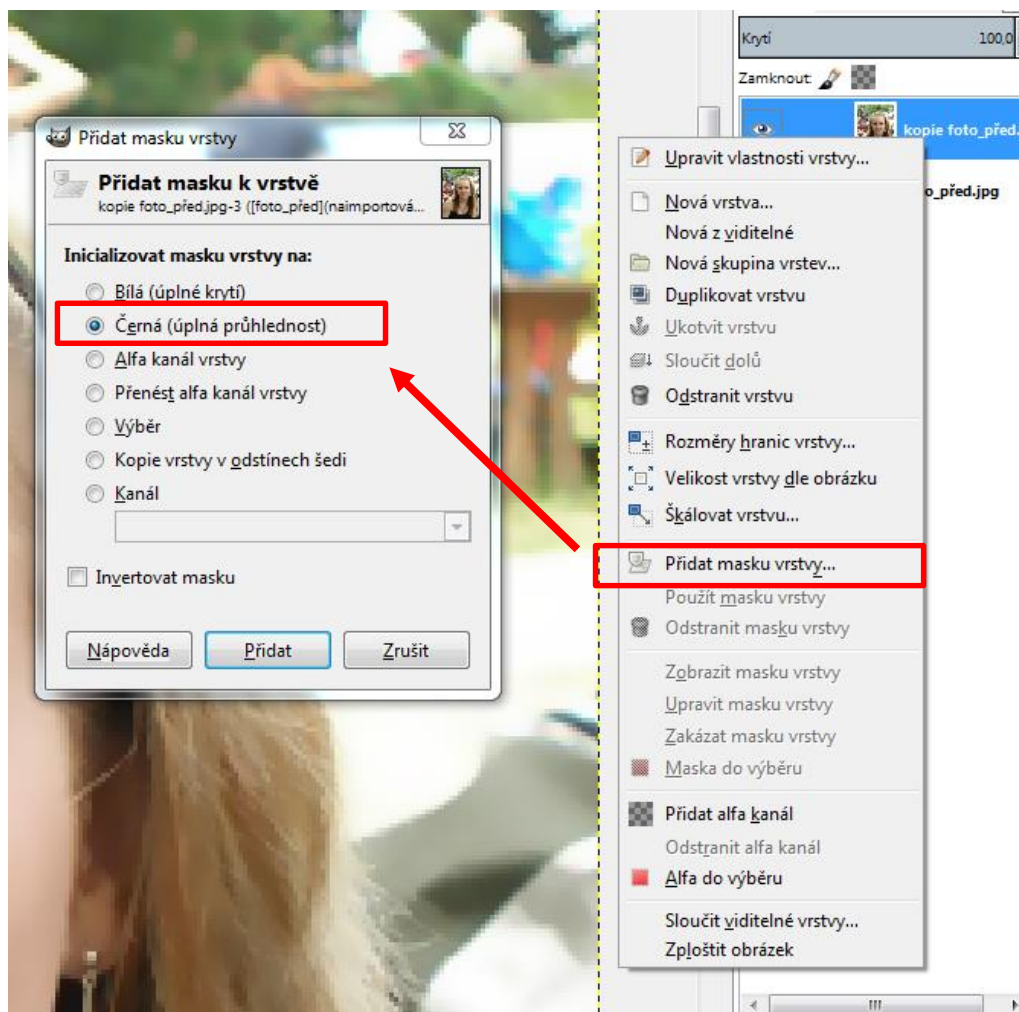 Přidat masku vrstvy
Přidat masku k vrstvě
kopie foto_před.jpg-3 ([foto_před](naimportová...
Inicializovat masku vrstvy na:
Bílá (úplné krytí)
Černá (úplná průhlednost)
Alfa kanál vrstvy
Přenést alfa kanál vrstvy
Výběr
Kopie vrstvy v odstínech šedi
Kanál
Invertovat masku
Nápověda Přidat Zrušit
Krytí 100,0
Zamknout:
kopie foto_před.
o_před.jpg
Upravit vlastnosti vrstvy...
Nová vrstva...
Nová z viditelné
Nová skupina vrstev...
Duplikovat vrstvu
Ukotvit vrstvu
Sloučit dolů
Odstranit vrstvu
Rozměry hranic vrstvy...
Velikost vrstvy dle obrázku
Škálovat vrstvu...
Přidat masku vrstvy...
Použít masku vrstvy
Odstranit masku vrstvy
Zobrazit masku vrstvy
Upravit masku vrstvy
Zakázat masku vrstvy
Maska do výběru
Přidat alfa kanál
Odstranit alfa kanál
Alfa do výběru
Sloučit viditelné vrstvy...
Zploštit obrázek